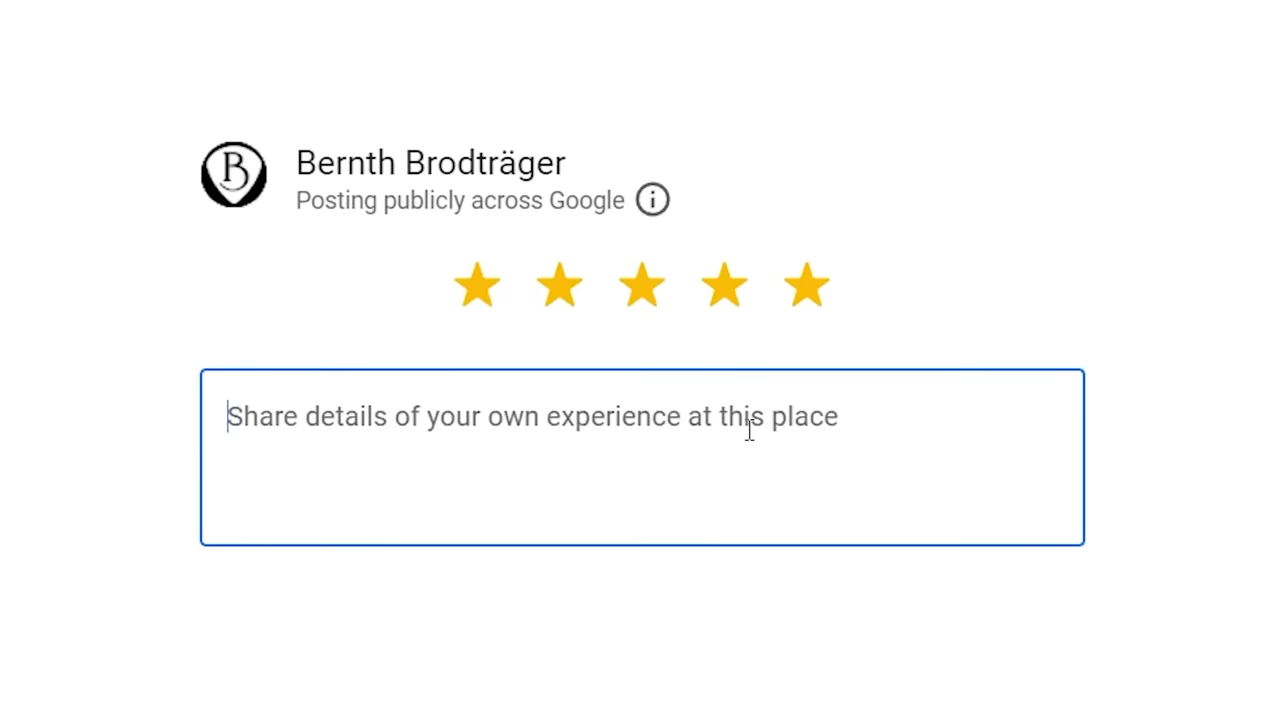 B
Bernth Brodträger
Posting publicly across Google
Share details of your own experience at this place